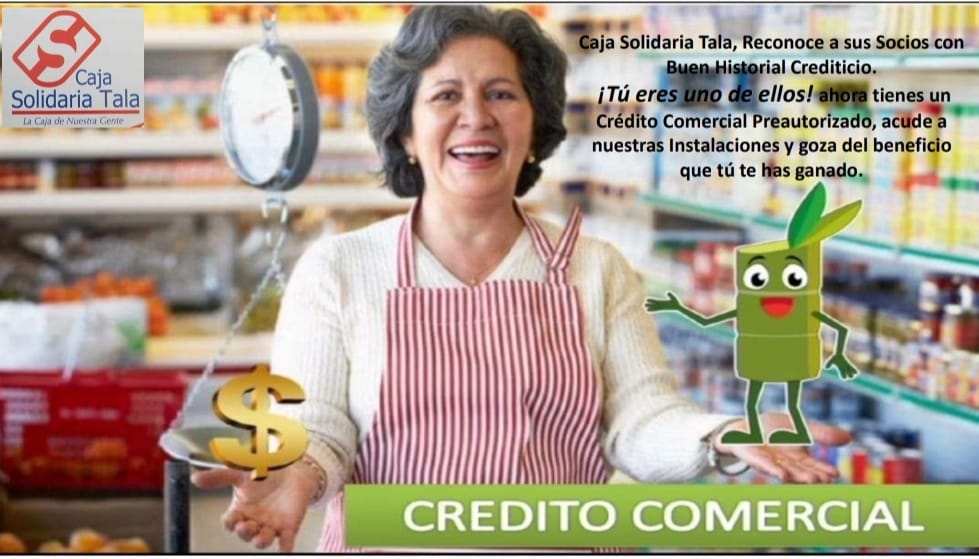 Caja
Solidaria Tala
La Caja de Nuestra Gente
Caja Solidaria Tala, Reconoce a sus Socios con
Buen Historial Crediticio.
¡Tú eres uno de ellos! ahora tienes un
Crédito Comercial Preautorizado, acude a
nuestras Instalaciones y goza del beneficio
que tú te has ganado.
$
CREDITO COMERCIAL